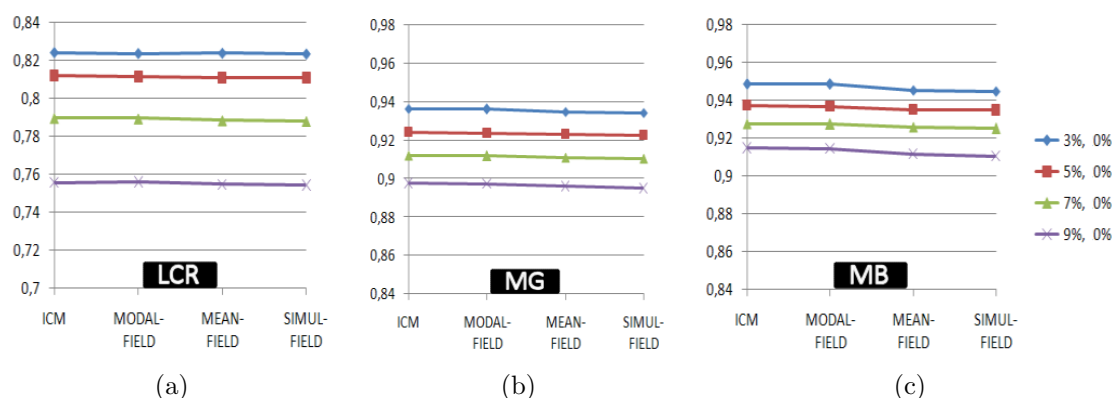 0,84
0,82
0,8
0,78
0,76
0,74
0,72
0,7
LCR
ICM
MODAL-
FIELD
MEAN-
FIELD
SIMUL-
FIELD
(a)
0,98
0,96
0,94
0,92
0,9
0,88
0,86
0,84
MG
ICM
MODAL-
FIELD
MEAN-
FIELD
SIMUL-
FIELD
(b)
0,98
0,96
0,94
0,92
0,9
0,88
0,86
0,84
MB
ICM
MODAL-
FIELD
MEAN-
FIELD
SIMUL-
FIELD
(c)
3%, 0%
5%, 0%
7%, 0%
9%, 0%